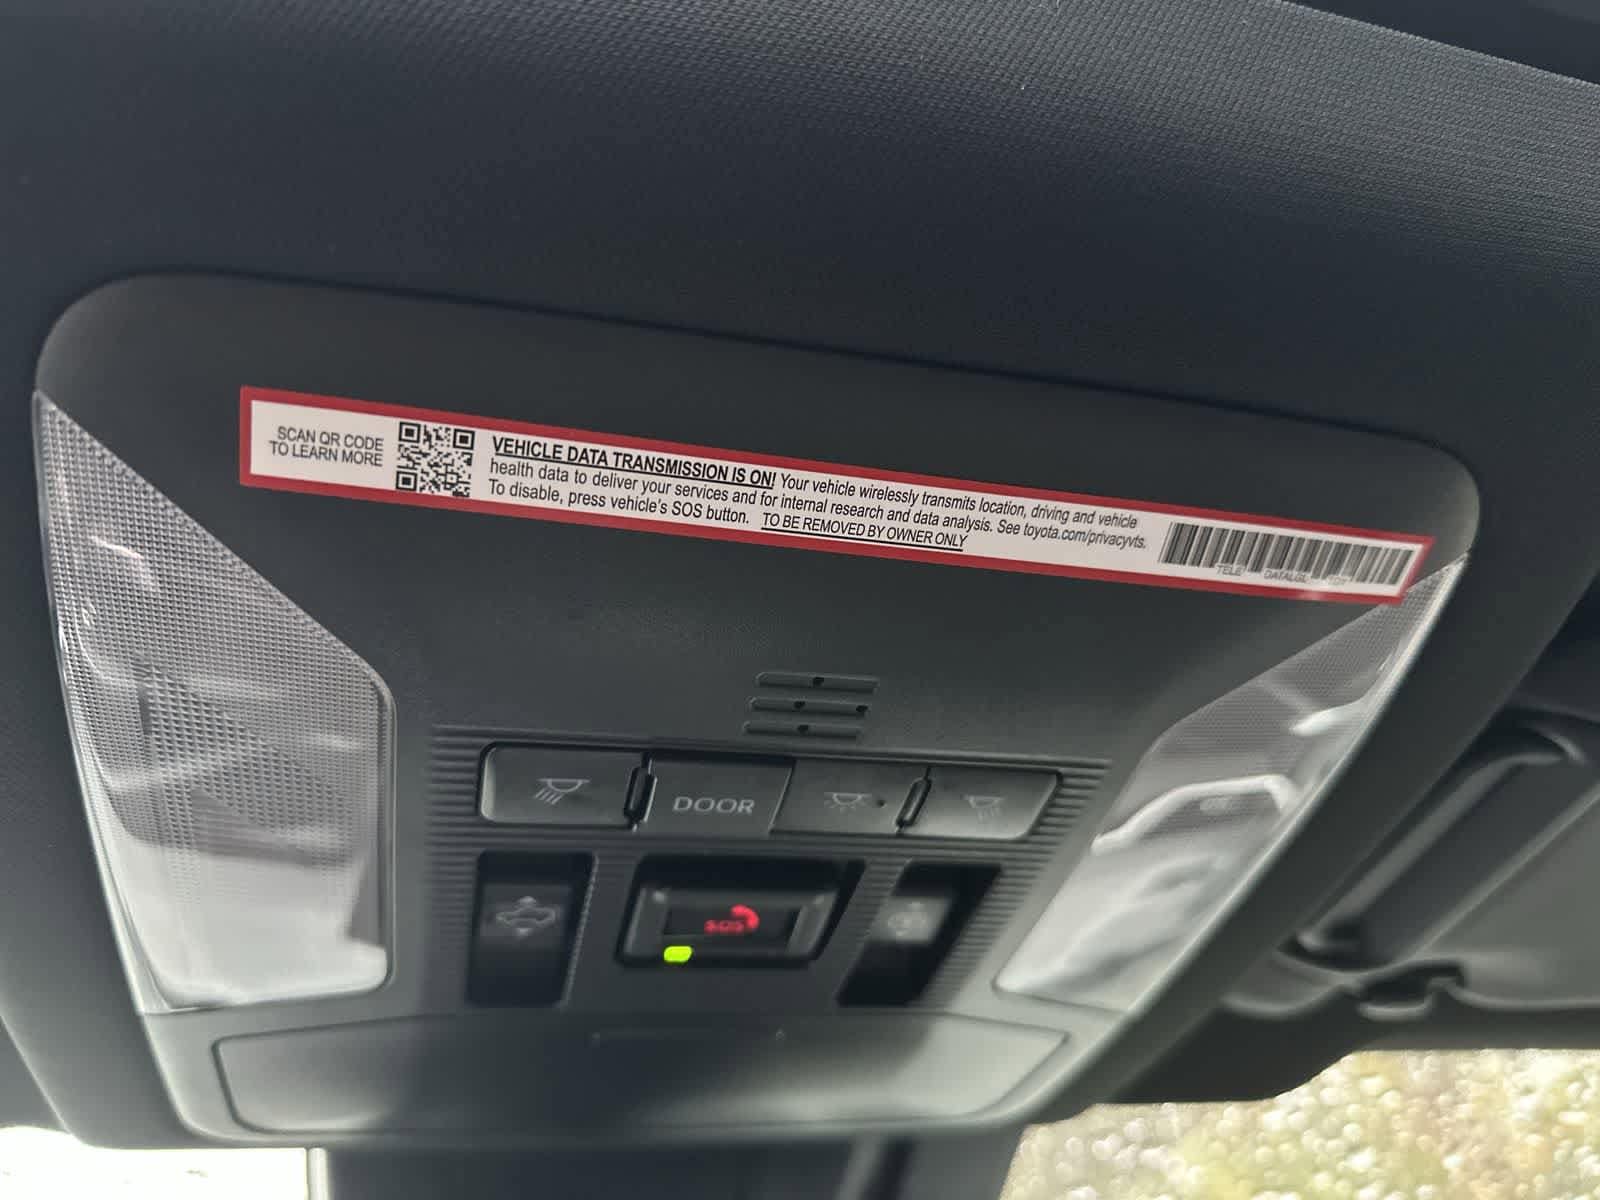 SCAN QR CODE
TO LEARN MORE
VEHICLE DATA TRANSMISSION IS ON! Your vehicle wirelessly transmits location, driving and vehicle
health data to deliver your services and for internal research and data analysis. See toyota.com/privacyvts.
To disable, press vehicle's SOS button. TO BE REMOVED BY OWNER ONLY
DOOR
SOS